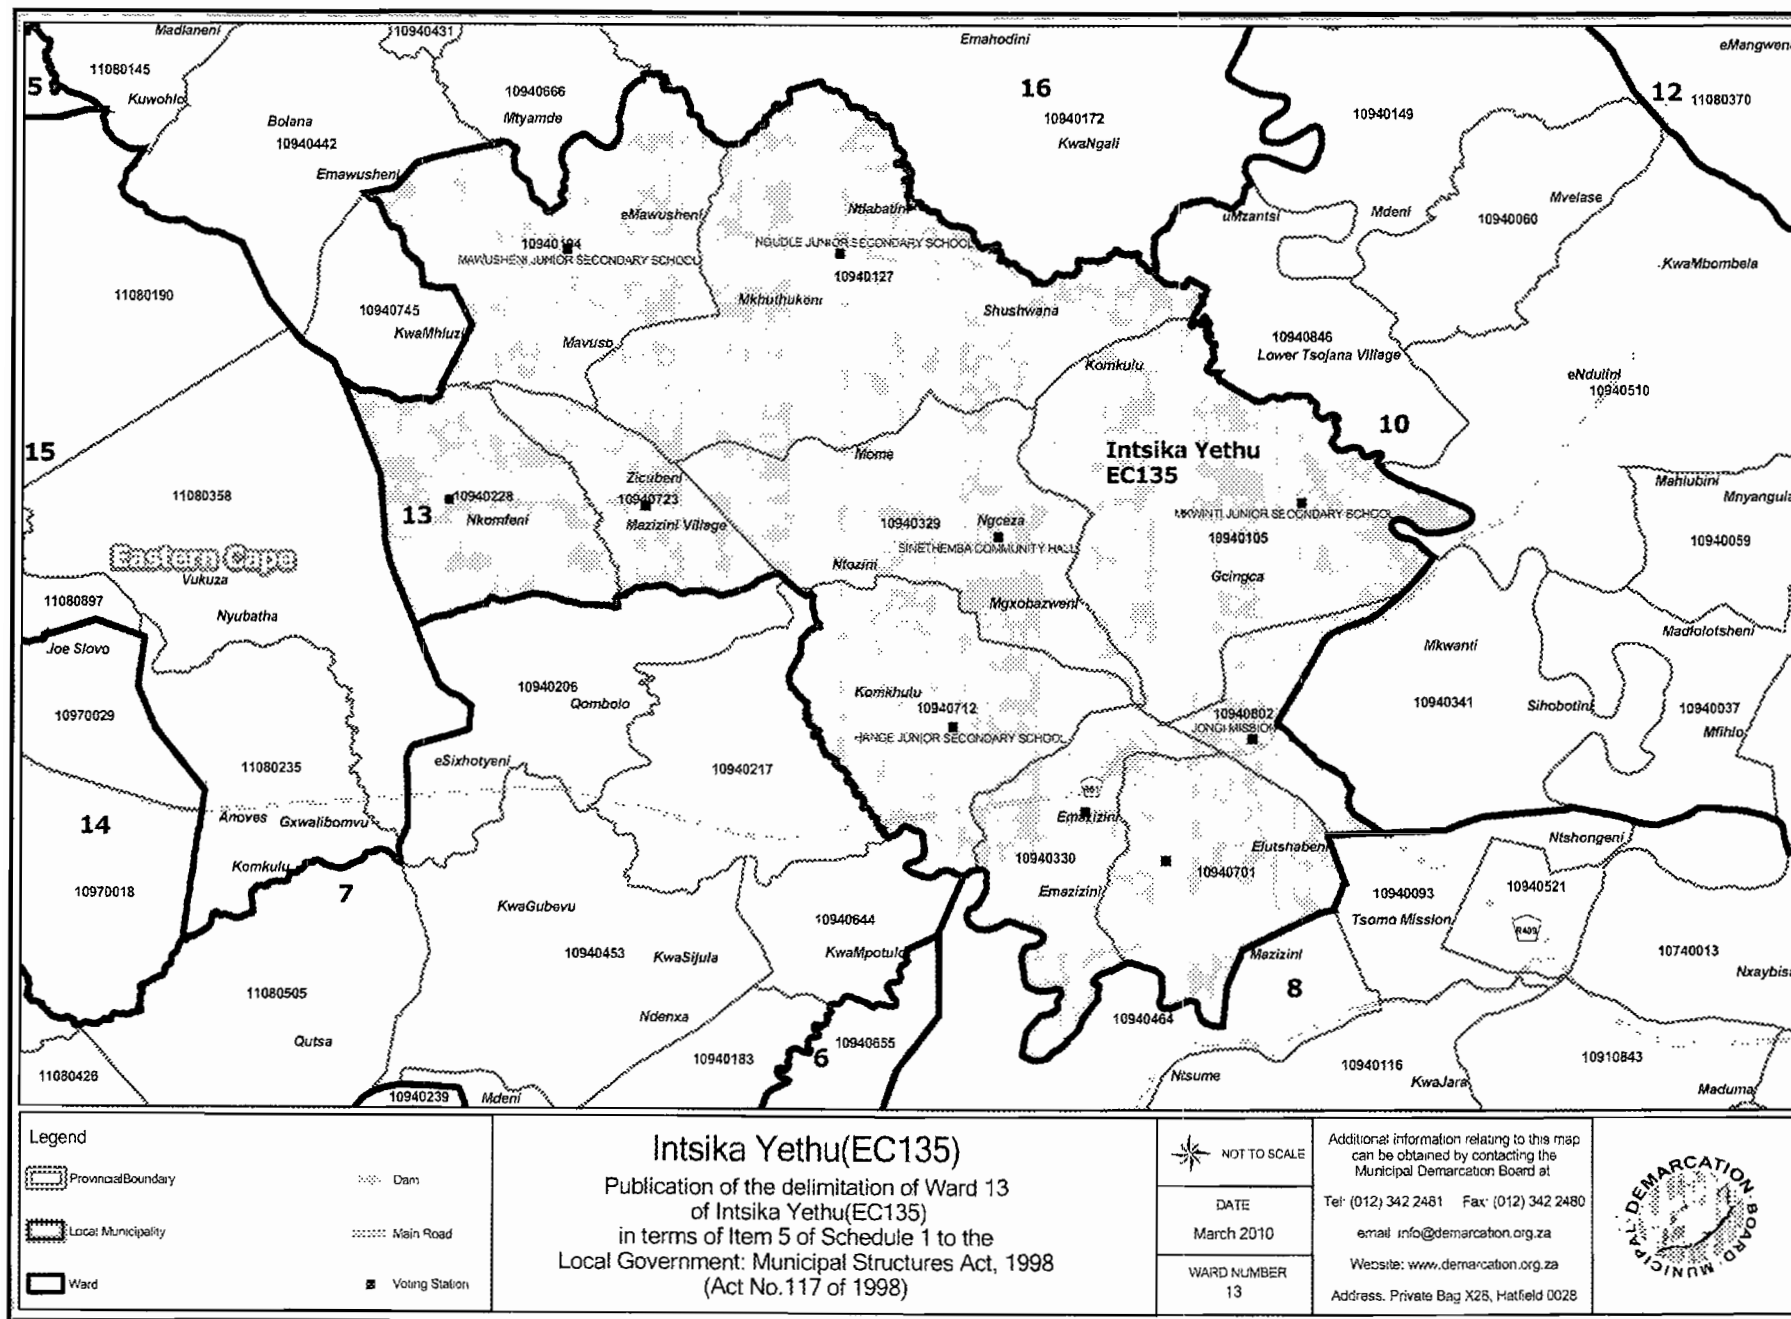 Madlaneni
10940431
Emahodini
eMangweni
11080145
5
Kuwohlo
10940666
Mtyamde
16
12
11080370
Bolana
10940442
10940172
KwaNgali
10940149
Emawusheni
eMawusheni
Ntlabatini
uMzantsi
Mdeni
10940060
Mvelase
10940194
MAWUSHENI JUNIOR SECONDARY SCHOOL
NGUDLE JUNIOR SECONDARY SCHOOL
10940127
KwaMbombela
11080190
10940745
KwaMhluzi
Mkhuthukeni
Shushwana
Mavuso
10940846
Lower Tsojana Village
Komkulu
eNdulini
10940510
15
10
Intsika Yethu
EC135
Mome
11080358
10940228
13
Nkomfeni
Zicubeni
10940723
Mazizini Village
Mahlubini
Mnyangula
10940329
Ngceza
SINETHEMBA COMMUNITY HALL
MKWINTI JUNIOR SECONDARY SCHOOL
10940105
10940059
Eastern Cape
Vukuza
Ntozini
Gcingca
11080897
Nyubatha
Mgxobazweni
Joe Slovo
Madlolotsheni
Mkwanti
10970029
10940206
Qombolo
Komkhulu
10940712
HANGE JUNIOR SECONDARY SCHOOL
10940802
JONGI MISSION
10940341
Sihobotini
10940037
Mfihlo
11080235
eSixhotyeni
10940217
14
Anoves
Gxwalibomvu
Emazizini
Komkulu
10940330
Elutshabeni
Ntshongeni
10970018
7
Emazizini
10940701
10940093
10940521
KwaGubevu
10940644
Tsomo Mission
R409
10940453
KwaSijula
KwaMpotulo
Mazizini
10740013
Nxaybisa
11080505
8
Ndenxa
10940464
Qutsa
10940183
6
10940655
11080426
Ntsume
10940116
KwaJara
10910843
Maduma
10940239
Mdeni
Legend
Provincial Boundary
Dam
Local Municipality
Main Road
Ward
Voting Station
Intsika Yethu(EC135)
Publication of the delimitation of Ward 13
of Intsika Yethu(EC135)
in terms of Item 5 of Schedule 1 to the
Local Government: Municipal Structures Act, 1998
(Act No.117 of 1998)
NOT TO SCALE
DATE
March 2010
WARD NUMBER
13
Additional information relating to this map
can be obtained by contacting the
Municipal Demarcation Board at
Tel: (012) 342 2481 Fax: (012) 342 2480
email: info@demarcation.org.za
Website: www.demarcation.org.za
Address. Private Bag X28, Hatfield 0028
MUNICIPAL DEMARCATION BOARD